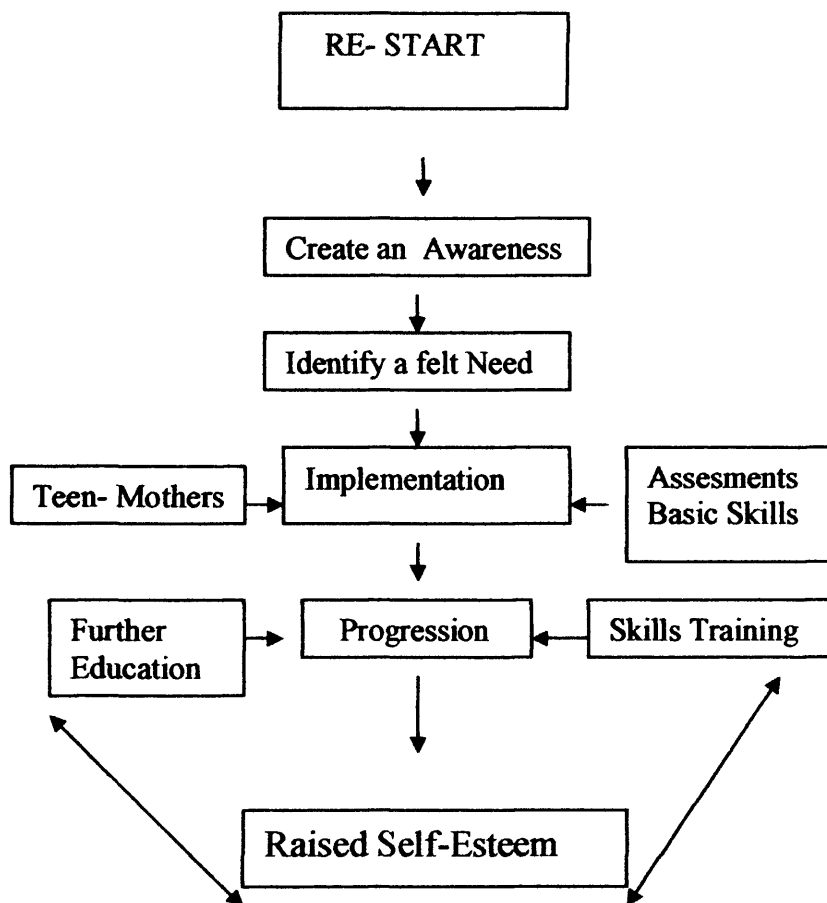 RE- START
Create an Awareness
Identify a felt Need
Implementation
Teen- Mothers
Assesments
Basic Skills
Further
Education
Progression
Skills Training
Raised Self-Esteem